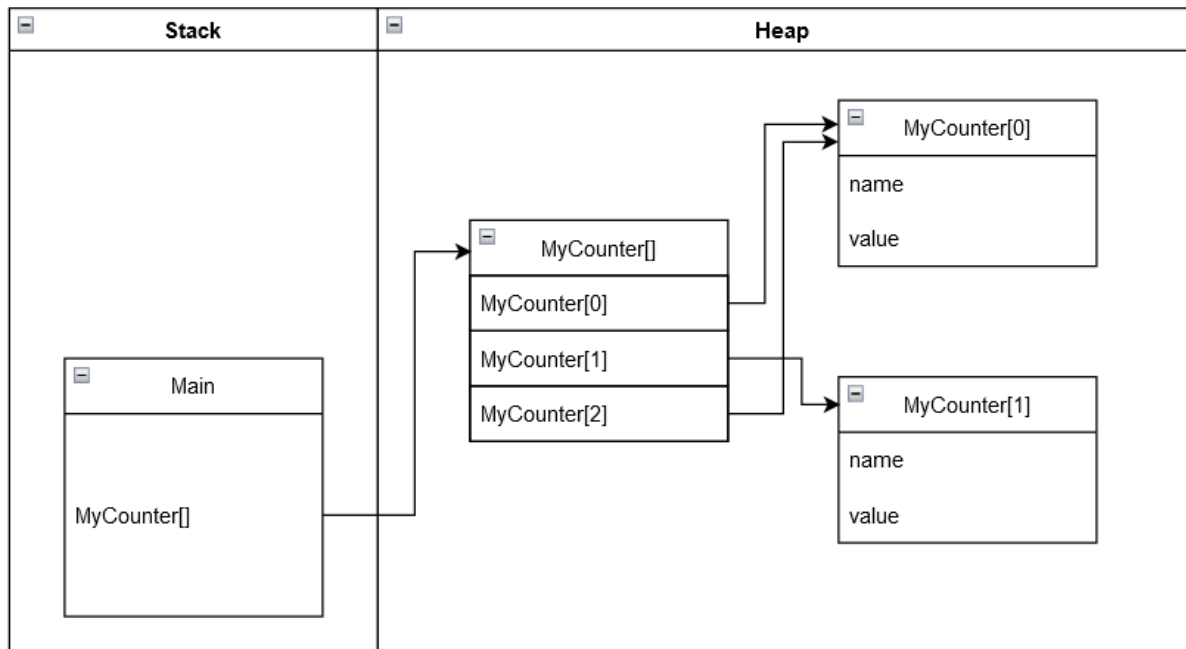 Stack
Heap
MyCounter[0]
name
value
MyCounter[]
MyCounter[0]
MyCounter[1]
MyCounter[2]
Main
MyCounter[]
MyCounter[1]
name
value